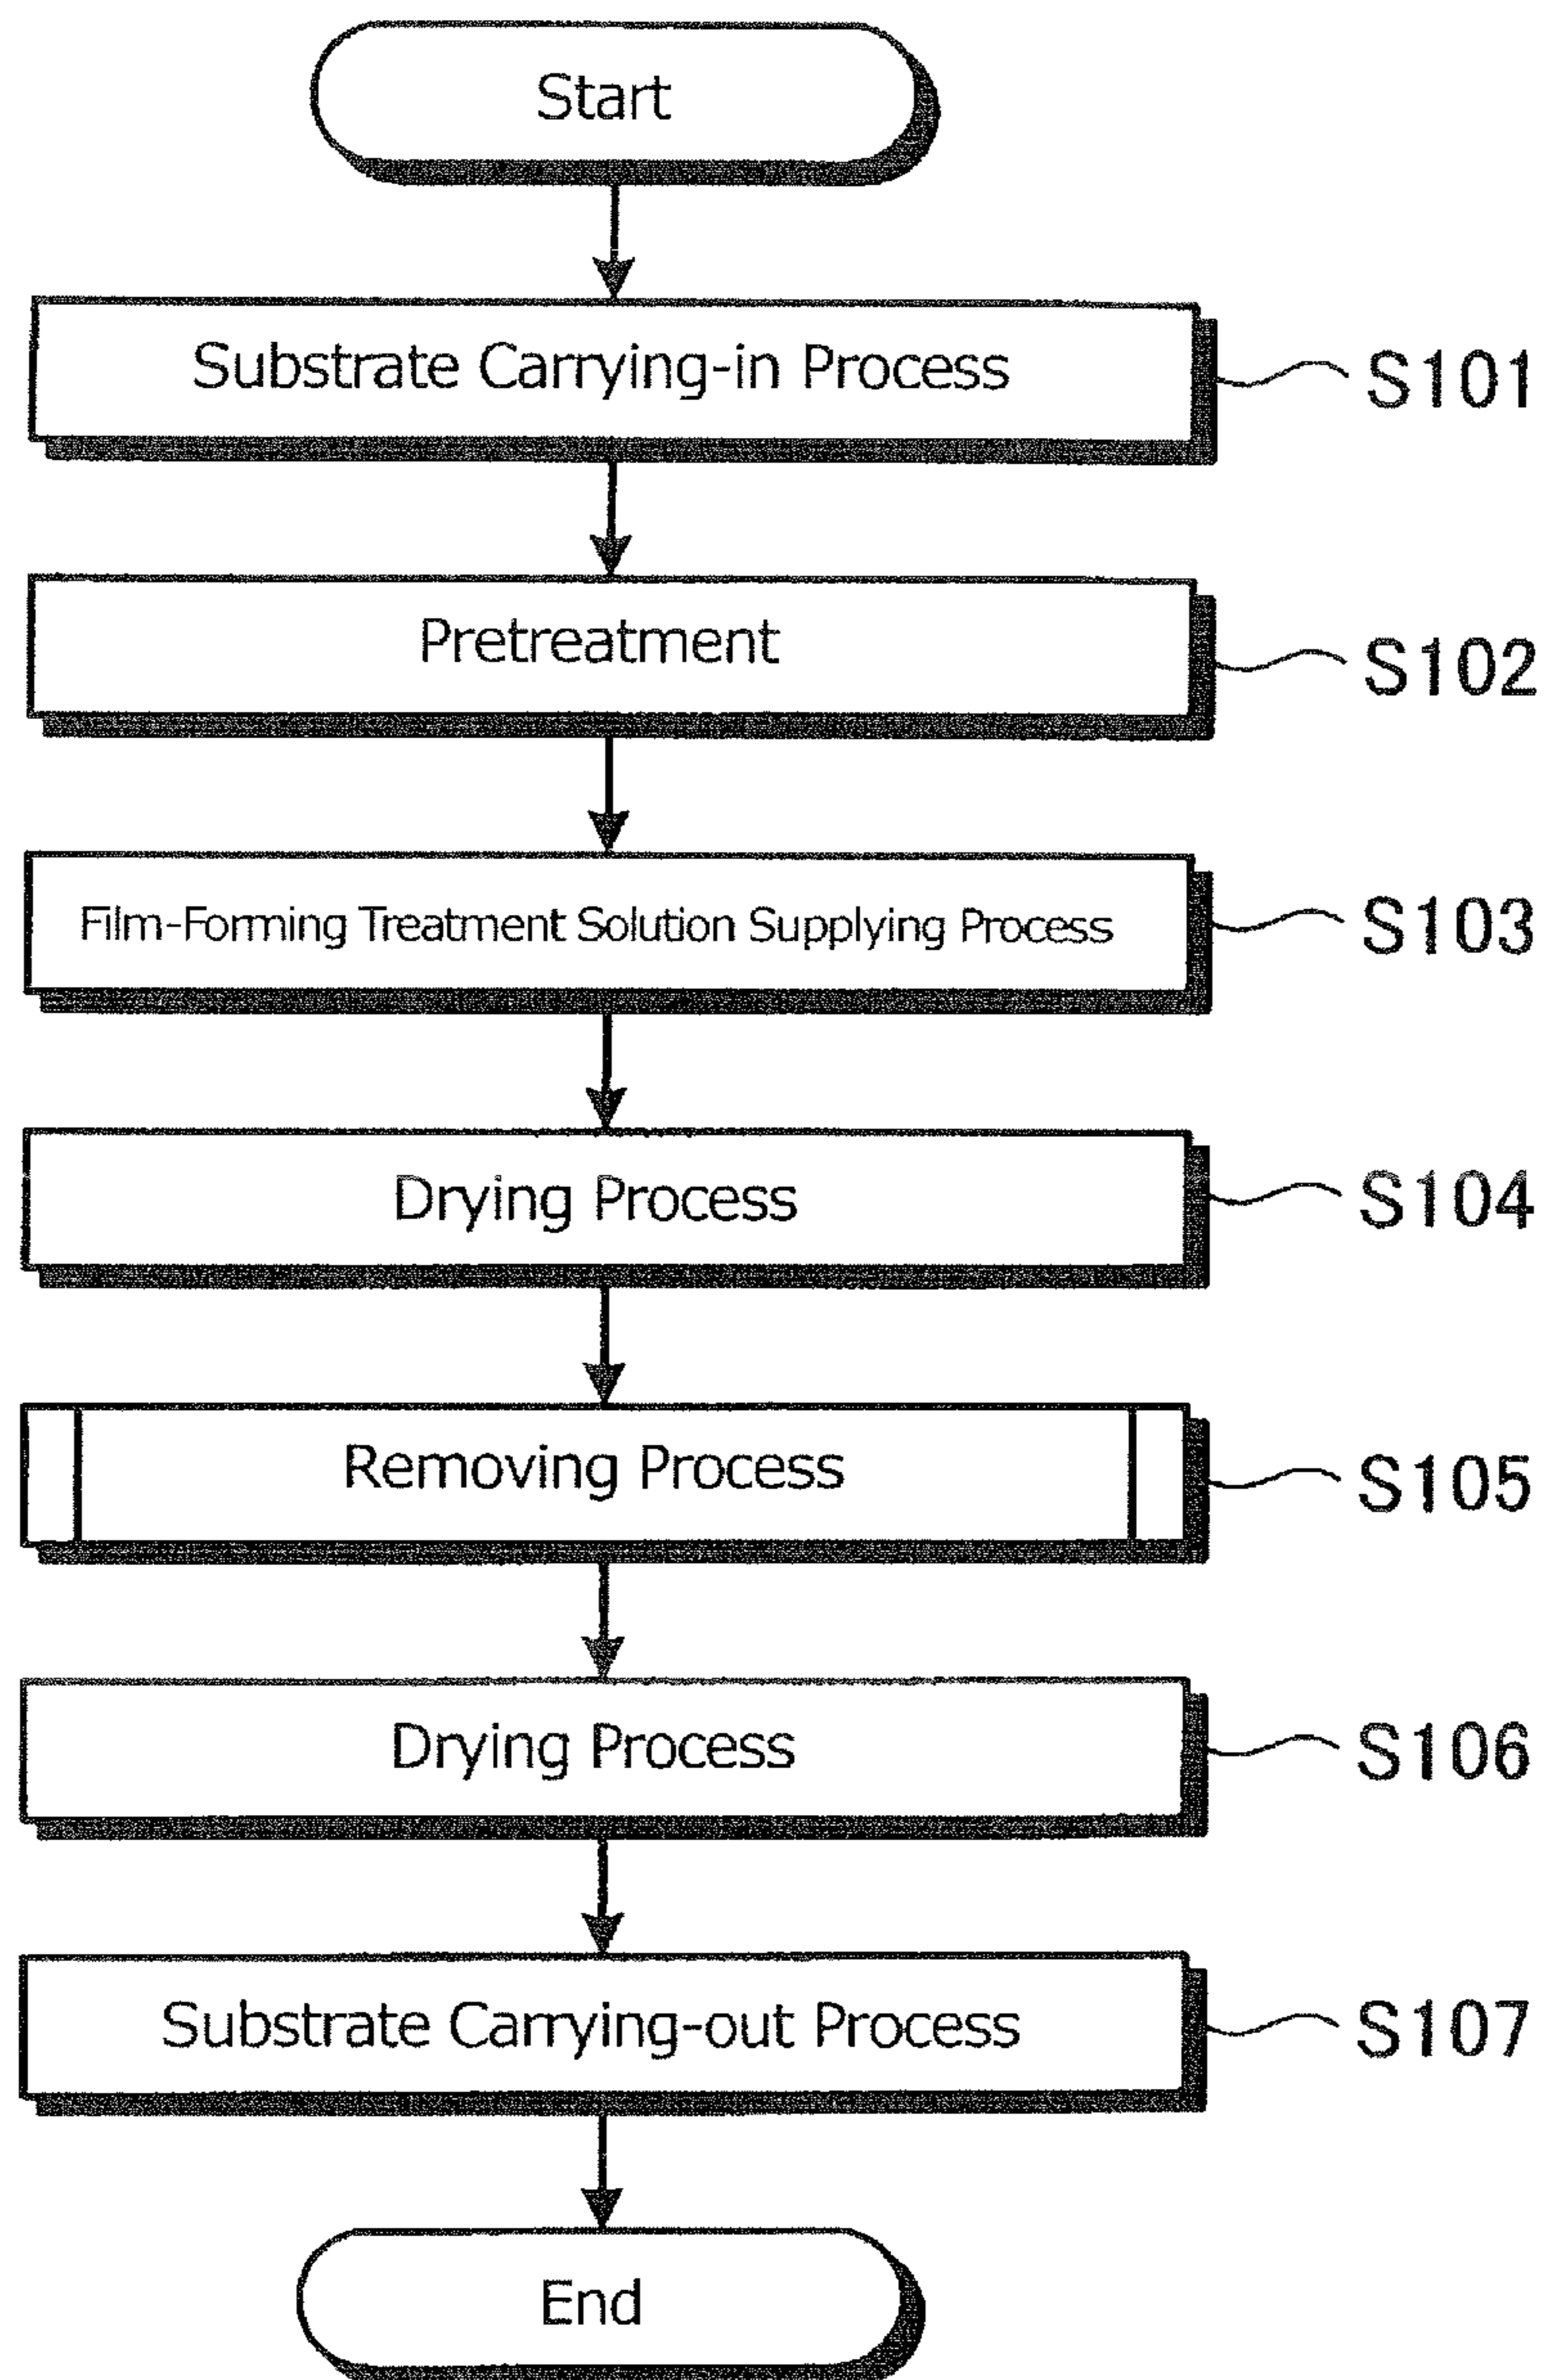 Start
Substrate Carrying-in Process
S101
Pretreatment
S102
Film-Forming Treatment Solution Supplying Process
S103
Drying Process
S104
Removing Process
S105
Drying Process
S106
Substrate Carrying-out Process
S107
End